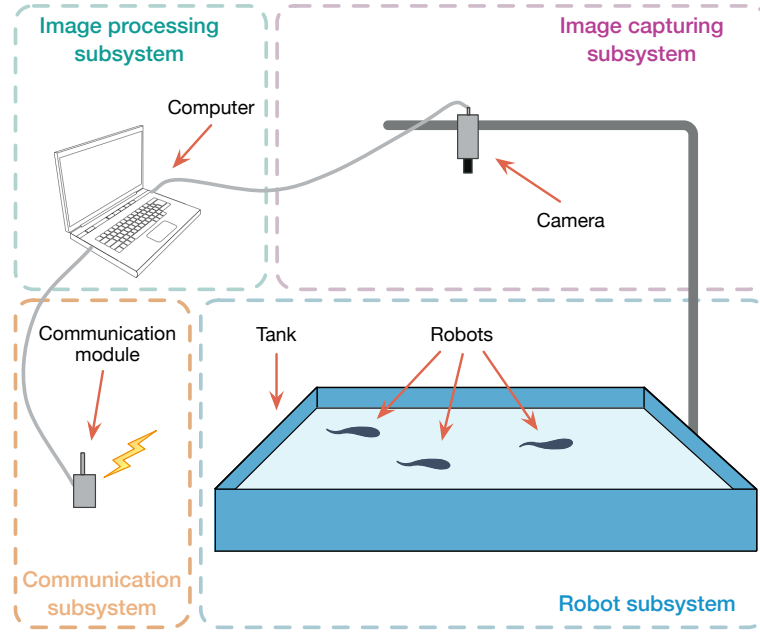 Image processing
subsystem
Image capturing
subsystem
Computer
Camera
Communication
module
Tank
Robots
Communication
subsystem
Robot subsystem